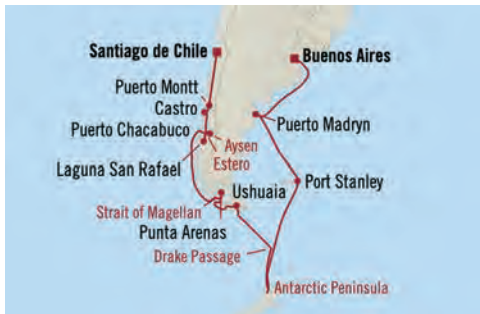 Santiago de Chile
Buenos Aires
Puerto Montt
Castro
Puerto Chacabuco
Puerto Madryn
Aysen
Estero
Laguna San Rafael
Ushuaia
Port Stanley
Strait of Magellan
Punta Arenas
Drake Passage
Antarctic Peninsula